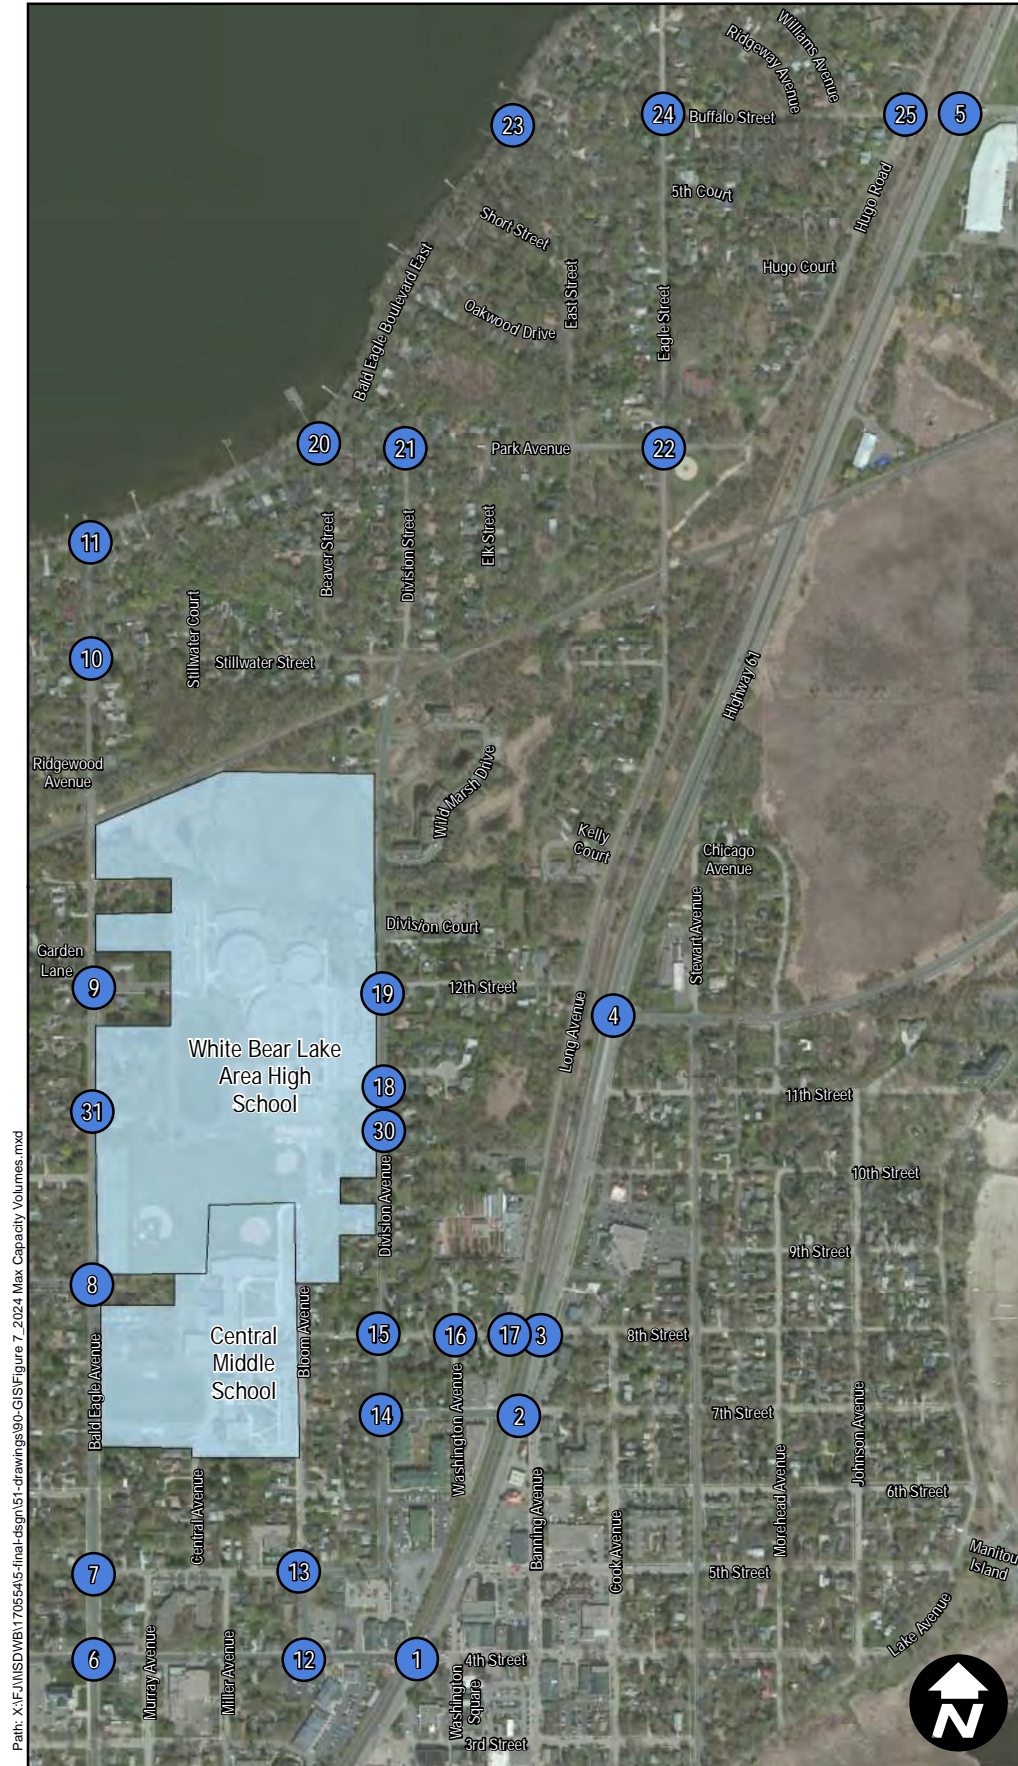 Williams Avenue
Ridgeway Avenue
23
24
Buffalo Street
25
5
5th Court
Hugo Road
Short Street
Bald Eagle Boulevard East
East Street
Hugo Court
Oakwood Drive
Eagle Street
20
21
Park Avenue
22
11
Beaver Street
Division Street
Elk Street
Stillwater Court
10
Stillwater Street
Highway 61
Ridgewood
Avenue
Wild Marsh Drive
Kelly
Court
Chicago
Avenue
Division Court
Stewart Avenue
Garden
Lane
9
19
12th Street
Long Avenue
4
White Bear Lake
Area High
School
18
31
30
11th Street
10th Street
Division Avenue
9th Street
8
Bloom Avenue
Central
Middle
School
15
16
17
3
8th Street
Bald Eagle Avenue
14
Washington Avenue
2
7th Street
Johnson Avenue
Central Avenue
Banning Avenue
Cook Avenue
Morehead Avenue
6th Street
7
13
5th Street
Manitou
Island
Lake Avenue
6
Murray Avenue
Miller Avenue
12
1
4th Street
Washington
Square
3rd Street
N
Path: X:\FJ\I\ISDWB\170554\5-final-dsgn\51-drawings\90-GIS\Figure 7_2024 Max Capacity Volumes.mxd